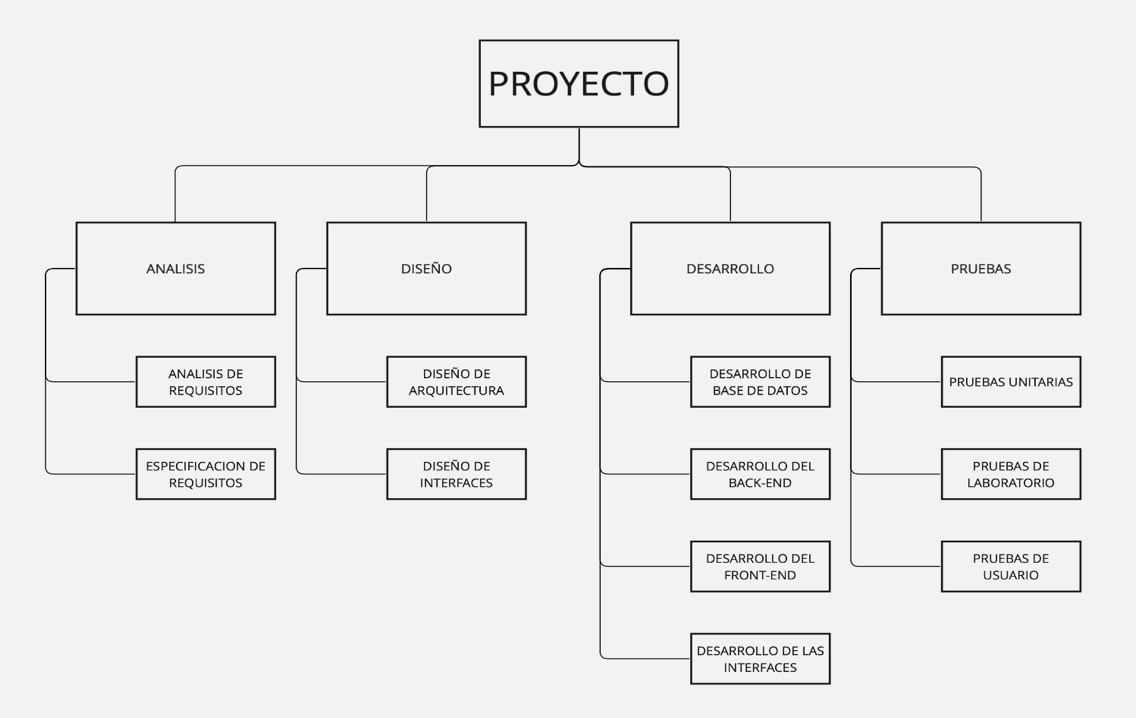 PROYECTO
ANALISIS
DISEÑO
DESARROLLO
PRUEBAS
ANALISIS DE
REQUISITOS
ESPECIFICACION DE
REQUISITOS
DISEÑO DE
ARQUITECTURA
DISEÑO DE
INTERFACES
DESARROLLO DE
BASE DE DATOS
DESARROLLO DEL
BACK-END
DESARROLLO DEL
FRONT-END
DESARROLLO DE LAS
INTERFACES
PRUEBAS UNITARIAS
PRUEBAS DE
LABORATORIO
PRUEBAS DE
USUARIO